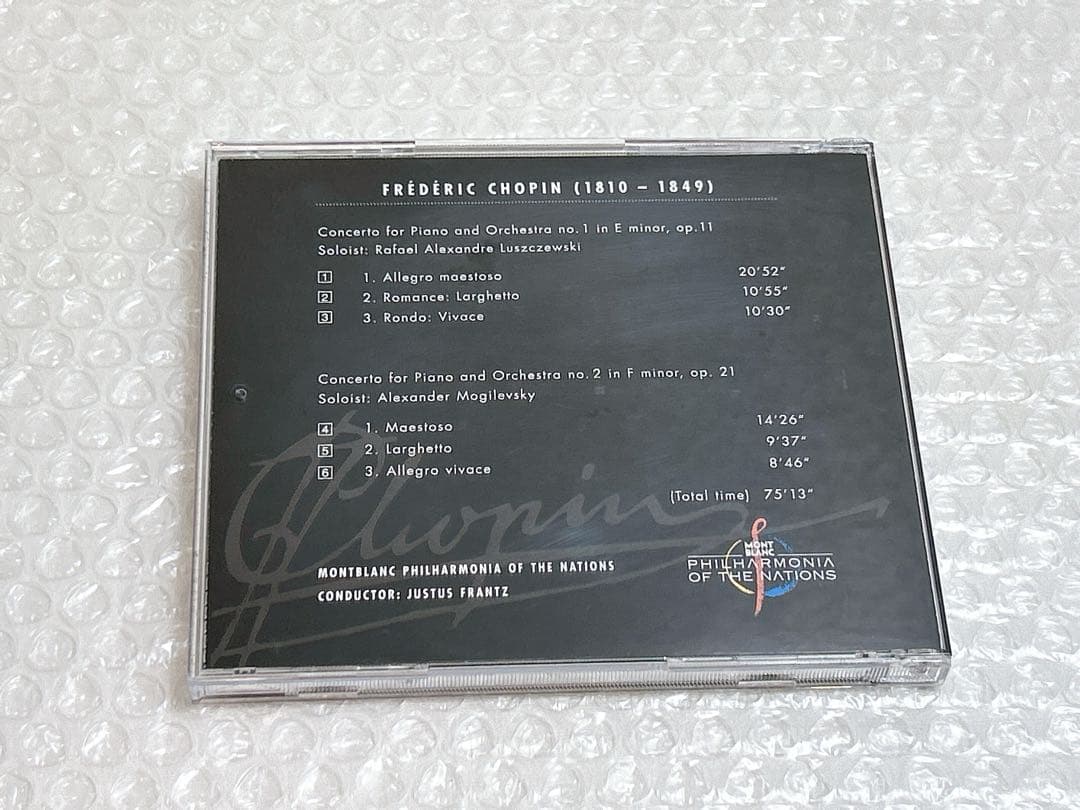 FRÉDÉRIC CHOPIN (1810 – 1849)
Concerto for Piano and Orchestra no.1 in E minor, op.11
Soloist: Rafael Alexandre Luszczewski
1 1. Allegro maestoso 20'52"
2 2. Romance: Larghetto 10'55"
3 3. Rondo: Vivace 10'30"
Concerto for Piano and Orchestra no.2 in F minor, op. 21
Soloist: Alexander Mogilevsky
4 1. Maestoso 14'26"
5 2. Larghetto 9'37"
6 3. Allegro vivace 8'46"
(Total time) 75'13"
Chopin
MONTBLANC PHILHARMONIA OF THE NATIONS
CONDUCTOR: JUSTUS FRANTZ
MONT
BLANC
PHILHARMONIA
OF THE NATIONS